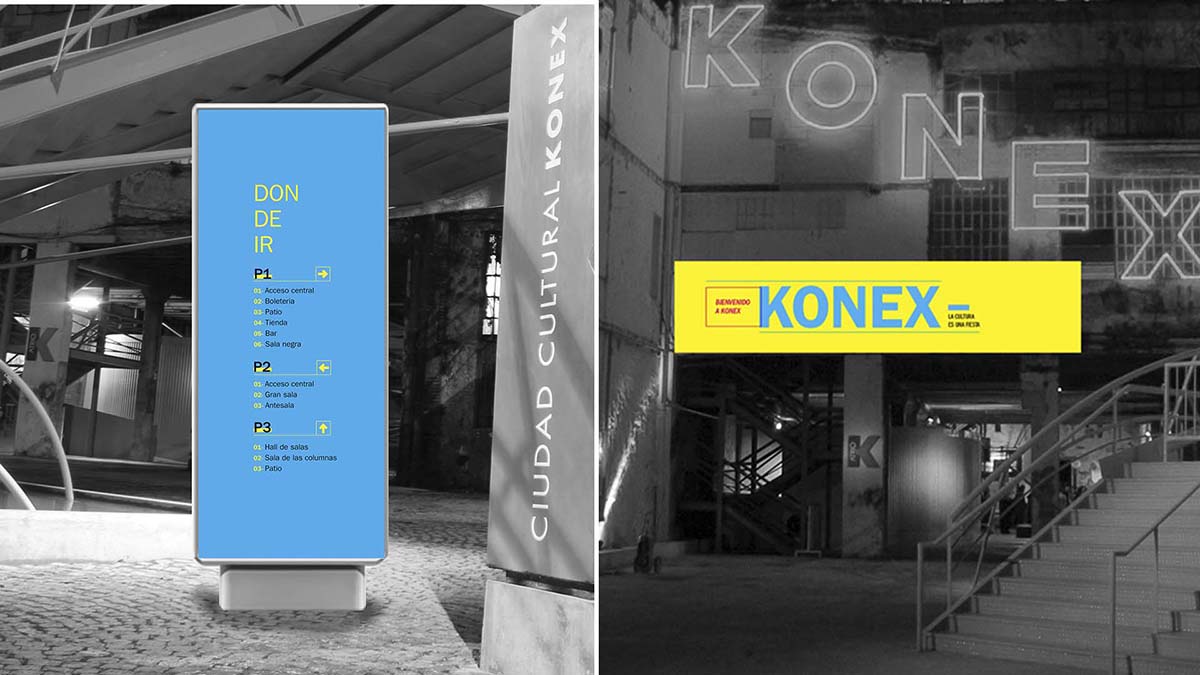 DON
DE
IR
P1
01- Acceso central
02- Boletería
03- Patio
04- Tienda
05- Bar
06- Sala negra
P2
01- Acceso central
02- Gran sala
03- Antesala
P3
01- Hall de salas
02- Sala de las columnas
03- Patio
CIUDAD CULTURAL KONEX
K
KONEX
BIENVENIDO
A KONEX
KONEX-
LA CULTURA
ES UNA FIESTA
K